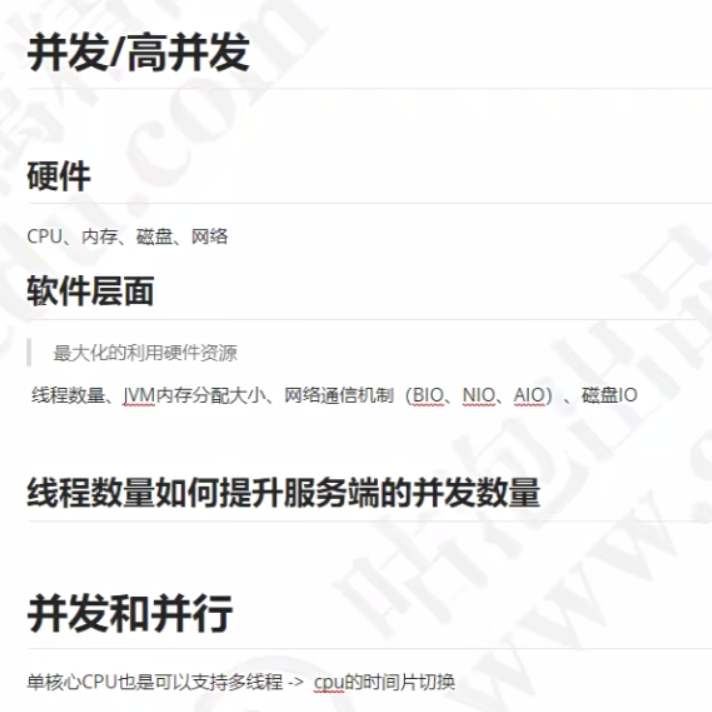 并发/高并发
硬件
CPU、内存、磁盘、网络
软件层面
最大化的利用硬件资源
线程数量、JVM内存分配大小、网络通信机制（BIO、NIO、AIO）、磁盘IO
线程数量如何提升服务端的并发数量
并发和并行
单核心CPU也是可以支持多线程 -> cpu的时间片切换